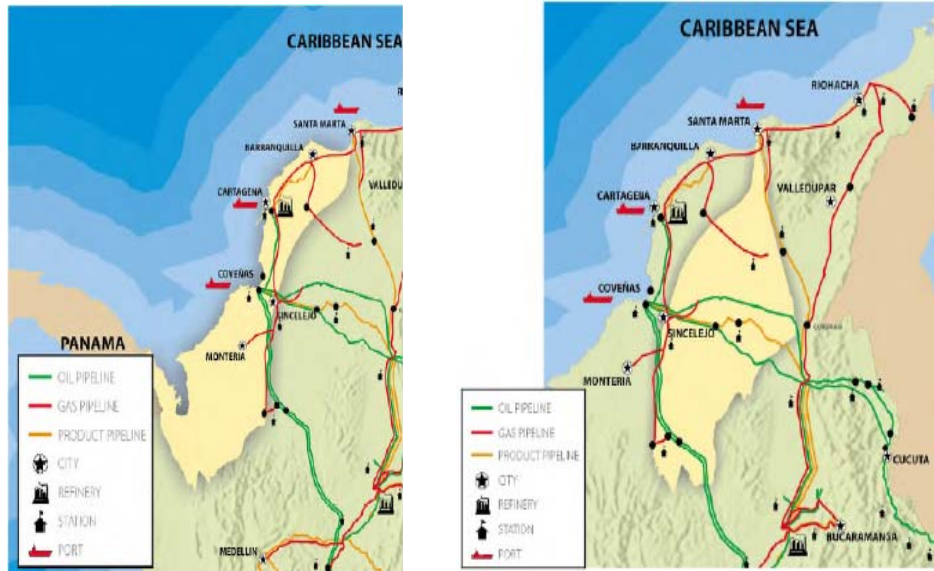 CARIBBEAN SEA
SANTA MARTA
BARRANQUILLA
CARTAGENA
VALLEDU
COVEÑAS
SINCELEJO
MONTERIA
PANAMA
OIL PIPELINE
GAS PIPELINE
PRODUCT PIPELINE
CITY
REFINERY
STATION
PORT
MEDELLIN
CARIBBEAN SEA
RIOHACHA
SANTA MARTA
BARRANQUILLA
VALLEDUPAR
CARTAGENA
COVEÑAS
SINCELEJO
MONTERIA
OIL PIPELINE
GAS PIPELINE
PRODUCT PIPELINE
CITY
REFINERY
STATION
PORT
CUCUTA
BUCARAMANGA